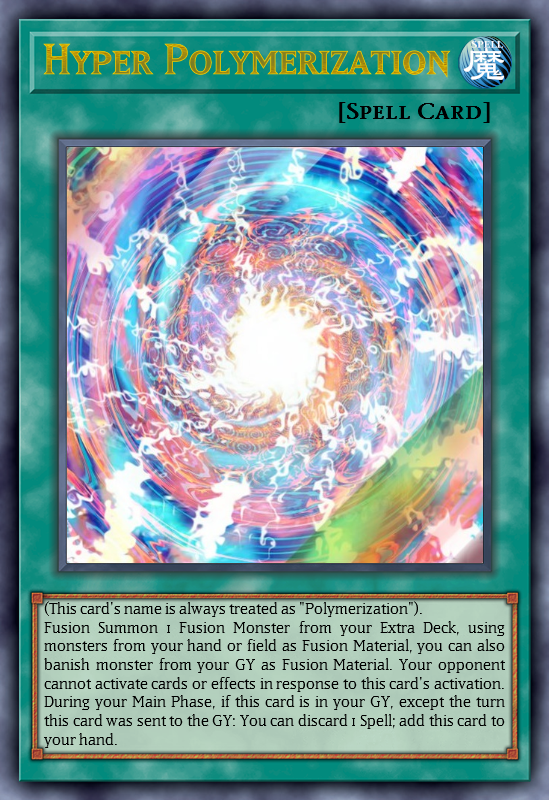 Hyper Polymerization
SPELL
魔
[Spell Card]
(This card's name is always treated as "Polymerization").
Fusion Summon 1 Fusion Monster from your Extra Deck, using
monsters from your hand or field as Fusion Material, you can also
banish monster from your GY as Fusion Material. Your opponent
cannot activate cards or effects in response to this card's activation.
During your Main Phase, if this card is in your GY, except the turn
this card was sent to the GY: You can discard 1 Spell; add this card to
your hand.